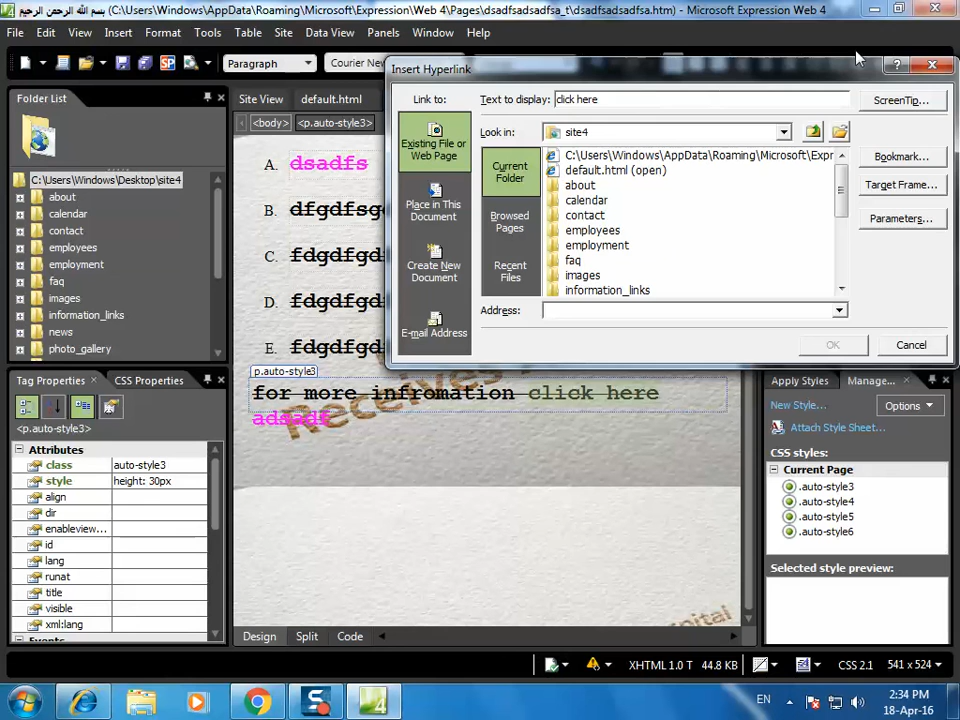 بسم الله الرحمن الرحيم (C:\Users\Windows\AppData\Roaming\Microsoft\Expression\Web 4\Pages\dsadfsadsadfsa_t\dsadfsadsadfsa.htm) - Microsoft Expression Web 4
File Edit View Insert Format Tools Table Site Data View Panels Window Help
Paragraph
Courier New
Insert Hyperlink
Link to:
Text to display: click here
ScreenTip...
Existing File or Web Page
Look in: site4
Current Folder
C:\Users\Windows\AppData\Roaming\Microsoft\Expr
default.html (open)
about
calendar
contact
employees
employment
faq
images
information_links
Bookmark...
Target Frame...
Parameters...
Place in This Document
Browsed Pages
Create New Document
Recent Files
E-mail Address
Address:
OK
Cancel
Folder List
C:\Users\Windows\Desktop\site4
about
calendar
contact
employees
employment
faq
images
information_links
news
photo_gallery
Site View
default.html
<body>
<p.auto-style3>
A. dsadfs
B.
C.
D.
E.
p.auto-style3
for more infromation click here
adsadf
Receives
Tag Properties
CSS Properties
<p.auto-style3>
Attributes
class auto-style3
style height: 30px
align
dir
enableview...
id
lang
runat
title
visible
xml:lang
Events
Apply Styles
Manage...
New Style...
Options
Attach Style Sheet...
CSS styles:
Current Page
.auto-style3
.auto-style4
.auto-style5
.auto-style6
Selected style preview:
Design Split Code
XHTML 1.0 T 44.8 KB
CSS 2.1 541 x 524
EN
2:34 PM
18-Apr-16